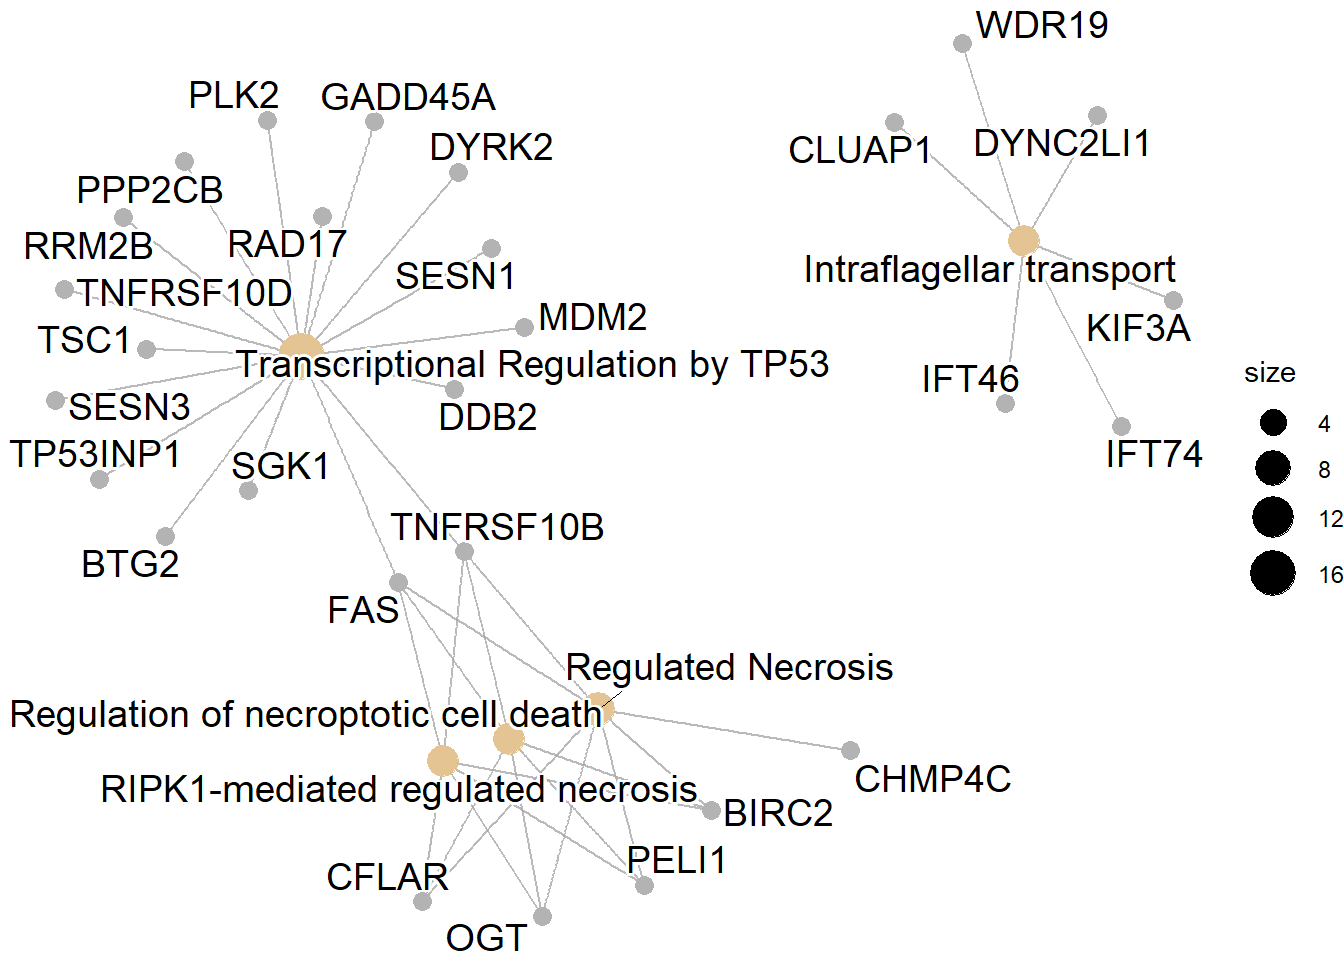 WDR19
PLK2
GADD45A
DYRK2
CLUAP1
DYNC2LI1
PPP2CB
RRM2B
RAD17
SESN1
Intraflagellar transport
TNFRSF10D
MDM2
KIF3A
TSC1
Transcriptional Regulation by TP53
size
IFT46
SESN3
DDB2
4
TP53INP1
SGK1
IFT74
8
12
TNFRSF10B
BTG2
16
FAS
Regulated Necrosis
Regulation of necroptotic cell death
CHMP4C
RIPK1-mediated regulated necrosis
BIRC2
PELI1
CFLAR
OGT